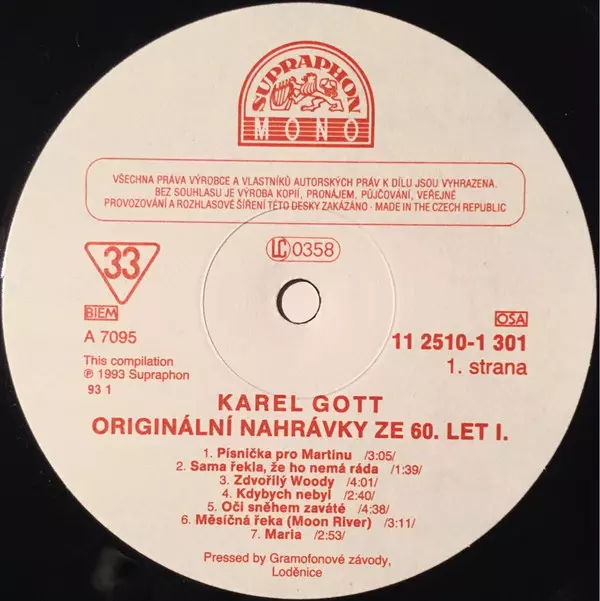 SUPRAPHON
MONO
VŠECHNA PRÁVA VÝROBCE A VLASTNÍKŮ AUTORSKÝCH PRÁV K DÍLU JSOU VYHRAZENA.
BEZ SOUHLASU JE VÝROBA KOPIÍ, PRONÁJEM, PŮJČOVÁNÍ, VEŘEJNÉ
PROVOZOVÁNÍ A ROZHLASOVÉ ŠÍŘENÍ TÉTO DESKY ZAKÁZÁNO · MADE IN THE CZECH REPUBLIC
33
LC 0358
BIEM
OSA
A 7095
11 2510-1 301
This compilation
1. strana
℗ 1993 Supraphon
93 1
KAREL GOTT
ORIGINÁLNÍ NAHRÁVKY ZE 60. LET I.
1. Písnička pro Martinu /3:05/
2. Sama řekla, že ho nemá ráda /1:39/
3. Zdvořilý Woody /4:01/
4. Kdybych nebyl /2:40/
5. Oči sněhem zaváté /4:38/
6. Měsíčná řeka (Moon River) /3:11/
7. Maria /2:53/
Pressed by Gramofonové závody,
Loděnice